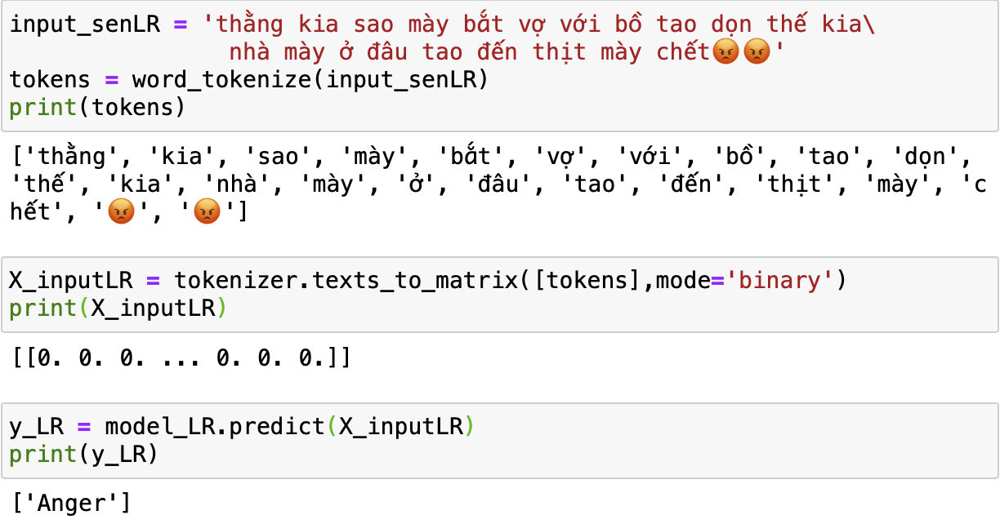 input_senLR = 'thằng kia sao mày bắt vợ với bồ tao dọn thế kia\
nhà mày ở đâu tao đến thịt mày chết😡😡'
tokens = word_tokenize(input_senLR)
print(tokens)
['thằng', 'kia', 'sao', 'mày', 'bắt', 'vợ', 'với', 'bồ', 'tao', 'dọn',
'thế', 'kia', 'nhà', 'mày', 'ở', 'đâu', 'tao', 'đến', 'thịt', 'mày', 'c
hết', '😡', '😡']
X_inputLR = tokenizer.texts_to_matrix([tokens],mode='binary')
print(X_inputLR)
[[0. 0. 0. ... 0. 0. 0.]]
y_LR = model_LR.predict(X_inputLR)
print(y_LR)
['Anger']